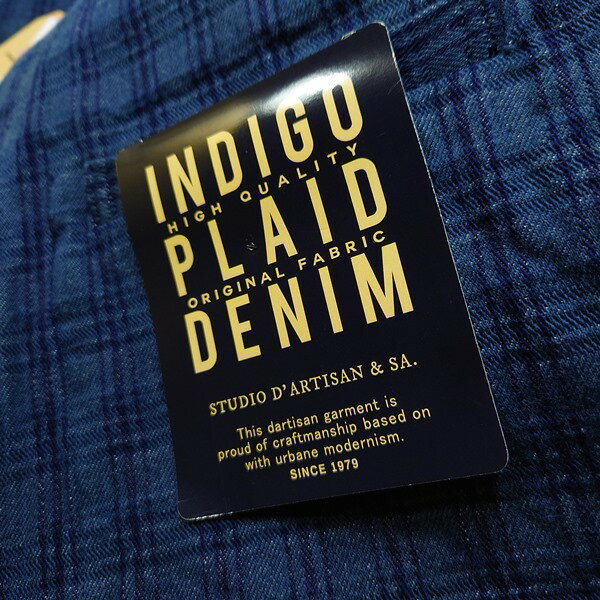 INDIGO
HIGH QUALITY
PLAID
ORIGINAL FABRIC
DENIM
STUDIO D'ARTISAN & SA.
This dartisan garment is
proud of craftmanship based on
with urbane modernism.
SINCE 1979